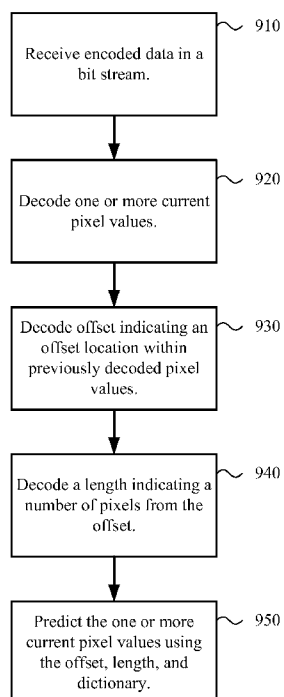 910
Receive encoded data in a
bit stream.
920
Decode one or more current
pixel values.
930
Decode offset indicating an
offset location within
previously decoded pixel
values.
940
Decode a length indicating a
number of pixels from the
offset.
950
Predict the one or more
current pixel values using
the offset, length, and
dictionary.